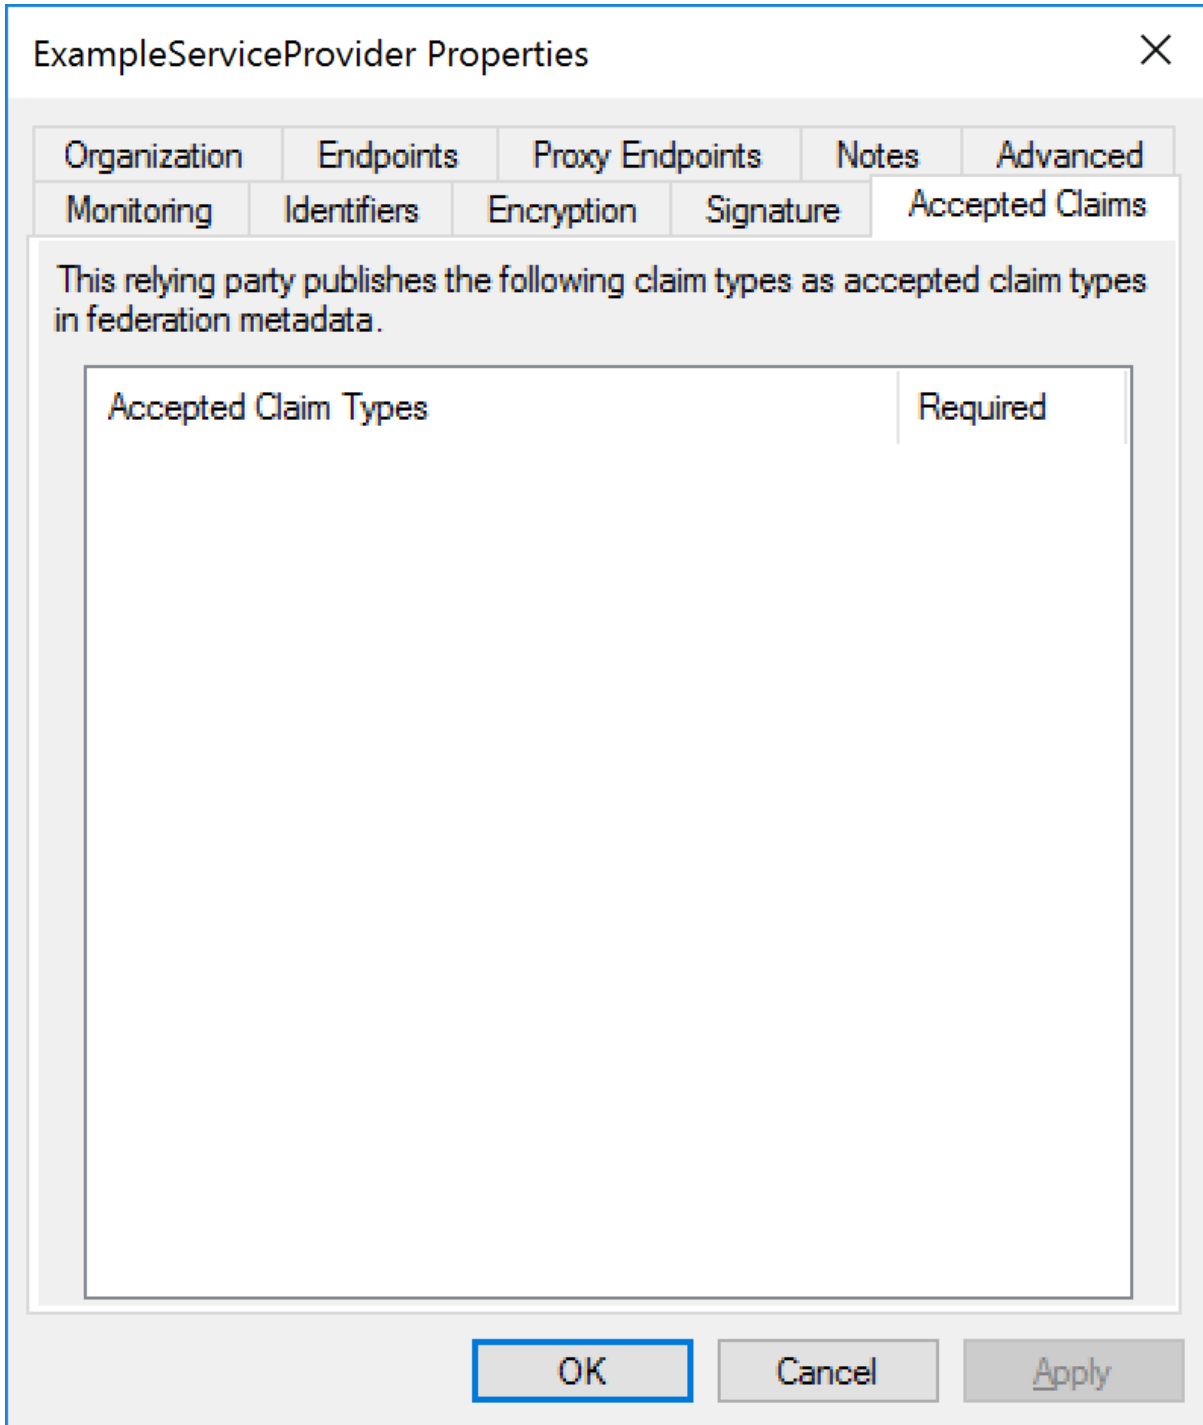 ExampleServiceProvider Properties
Organization Endpoints Proxy Endpoints Notes Advanced
Monitoring Identifiers Encryption Signature Accepted Claims
This relying party publishes the following claim types as accepted claim types
in federation metadata.
Accepted Claim Types Required
OK Cancel Apply